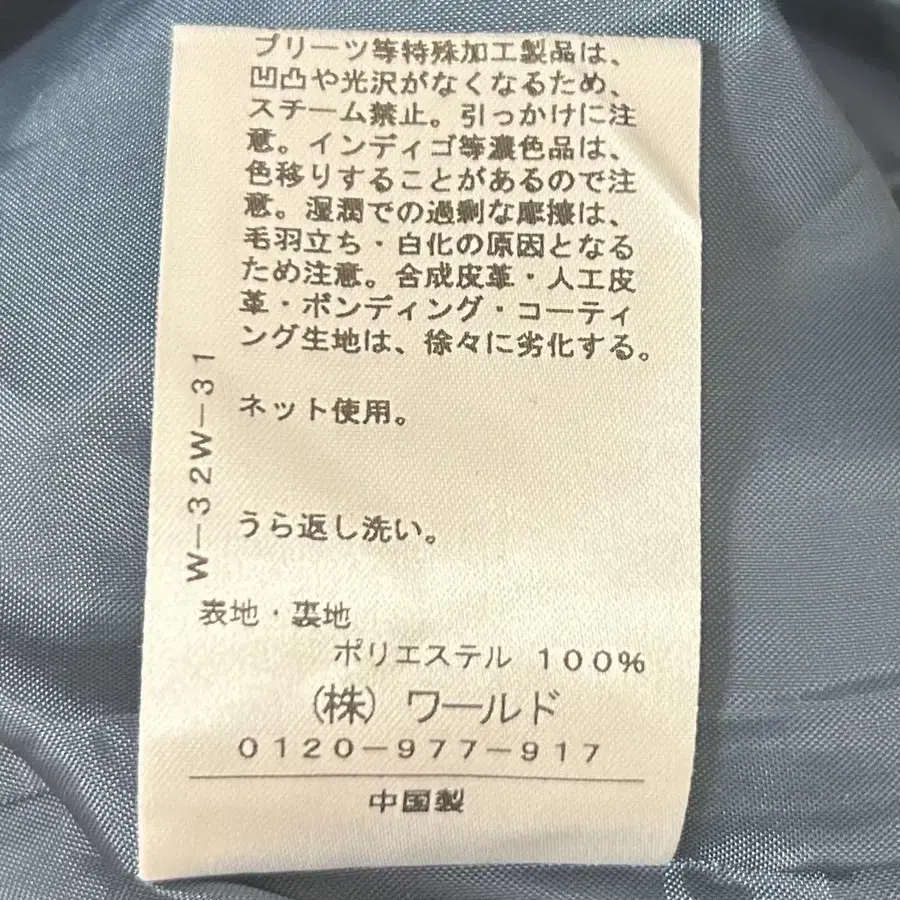 プリーツ等特殊加工製品は、
凹凸や光沢がなくなるため、
スチーム禁止。引っかけに注
意。インディゴ等濃色品は、
色移りすることがあるので注
意。湿潤での過剰な摩擦は、
毛羽立ち・白化の原因となる
ため注意。合成皮革・人工皮
革・ボンディング・コーティ
ング生地は、徐々に劣化する。
ネット使用。
うら返し洗い。
W-32W-31
表地・裏地
ポリエステル 100%
(株) ワールド
0120-977-917
中国製